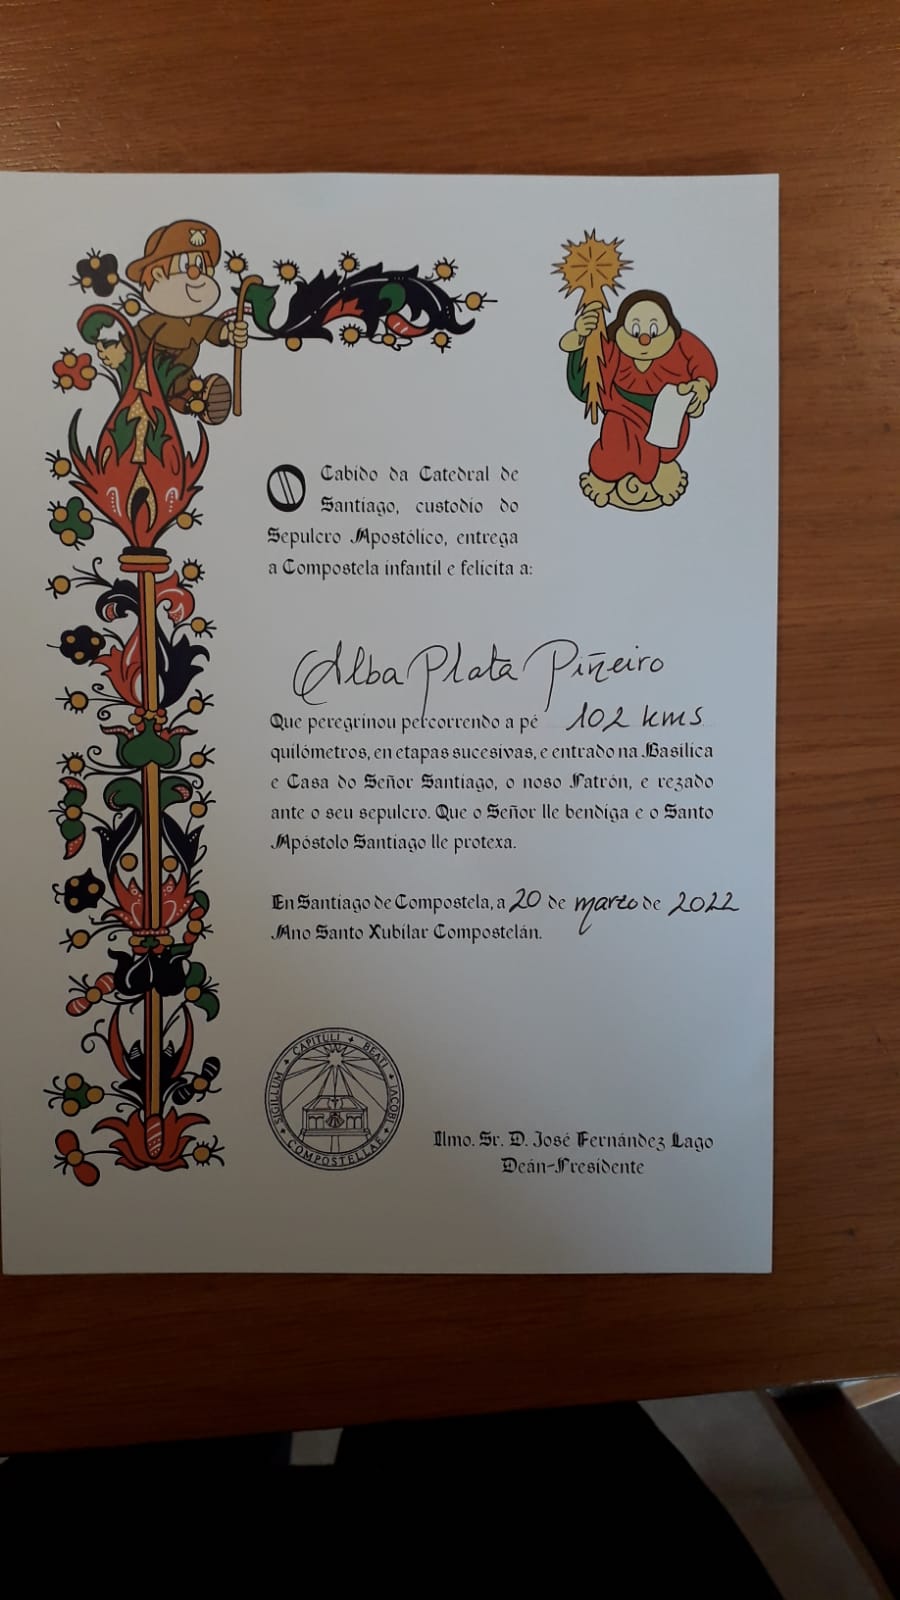 O Cabido da Catedral de
Santiago, custodio do
Sepulcro Apostólico, entrega
a Compostela infantil e felicita a:
Alba Plata Piñeiro
Que peregrinou percorrendo a pé 102 kms
quilómetros, en etapas sucesivas, e entrado na Basílica
e Casa do Señor Santiago, o noso Patrón, e rezado
ante o seu sepulcro. Que o Señor lle bendiga e o Santo
Apóstolo Santiago lle protexa.
En Santiago de Compostela, a 20 de marzo de 2022
Ano Santo Xubilar Compostelán.
SIGILLUM CAPITULI BEATI JACOBI COMPOSTELLAE
Ilmo. Sr. D. José Fernández Lago
Deán-Presidente